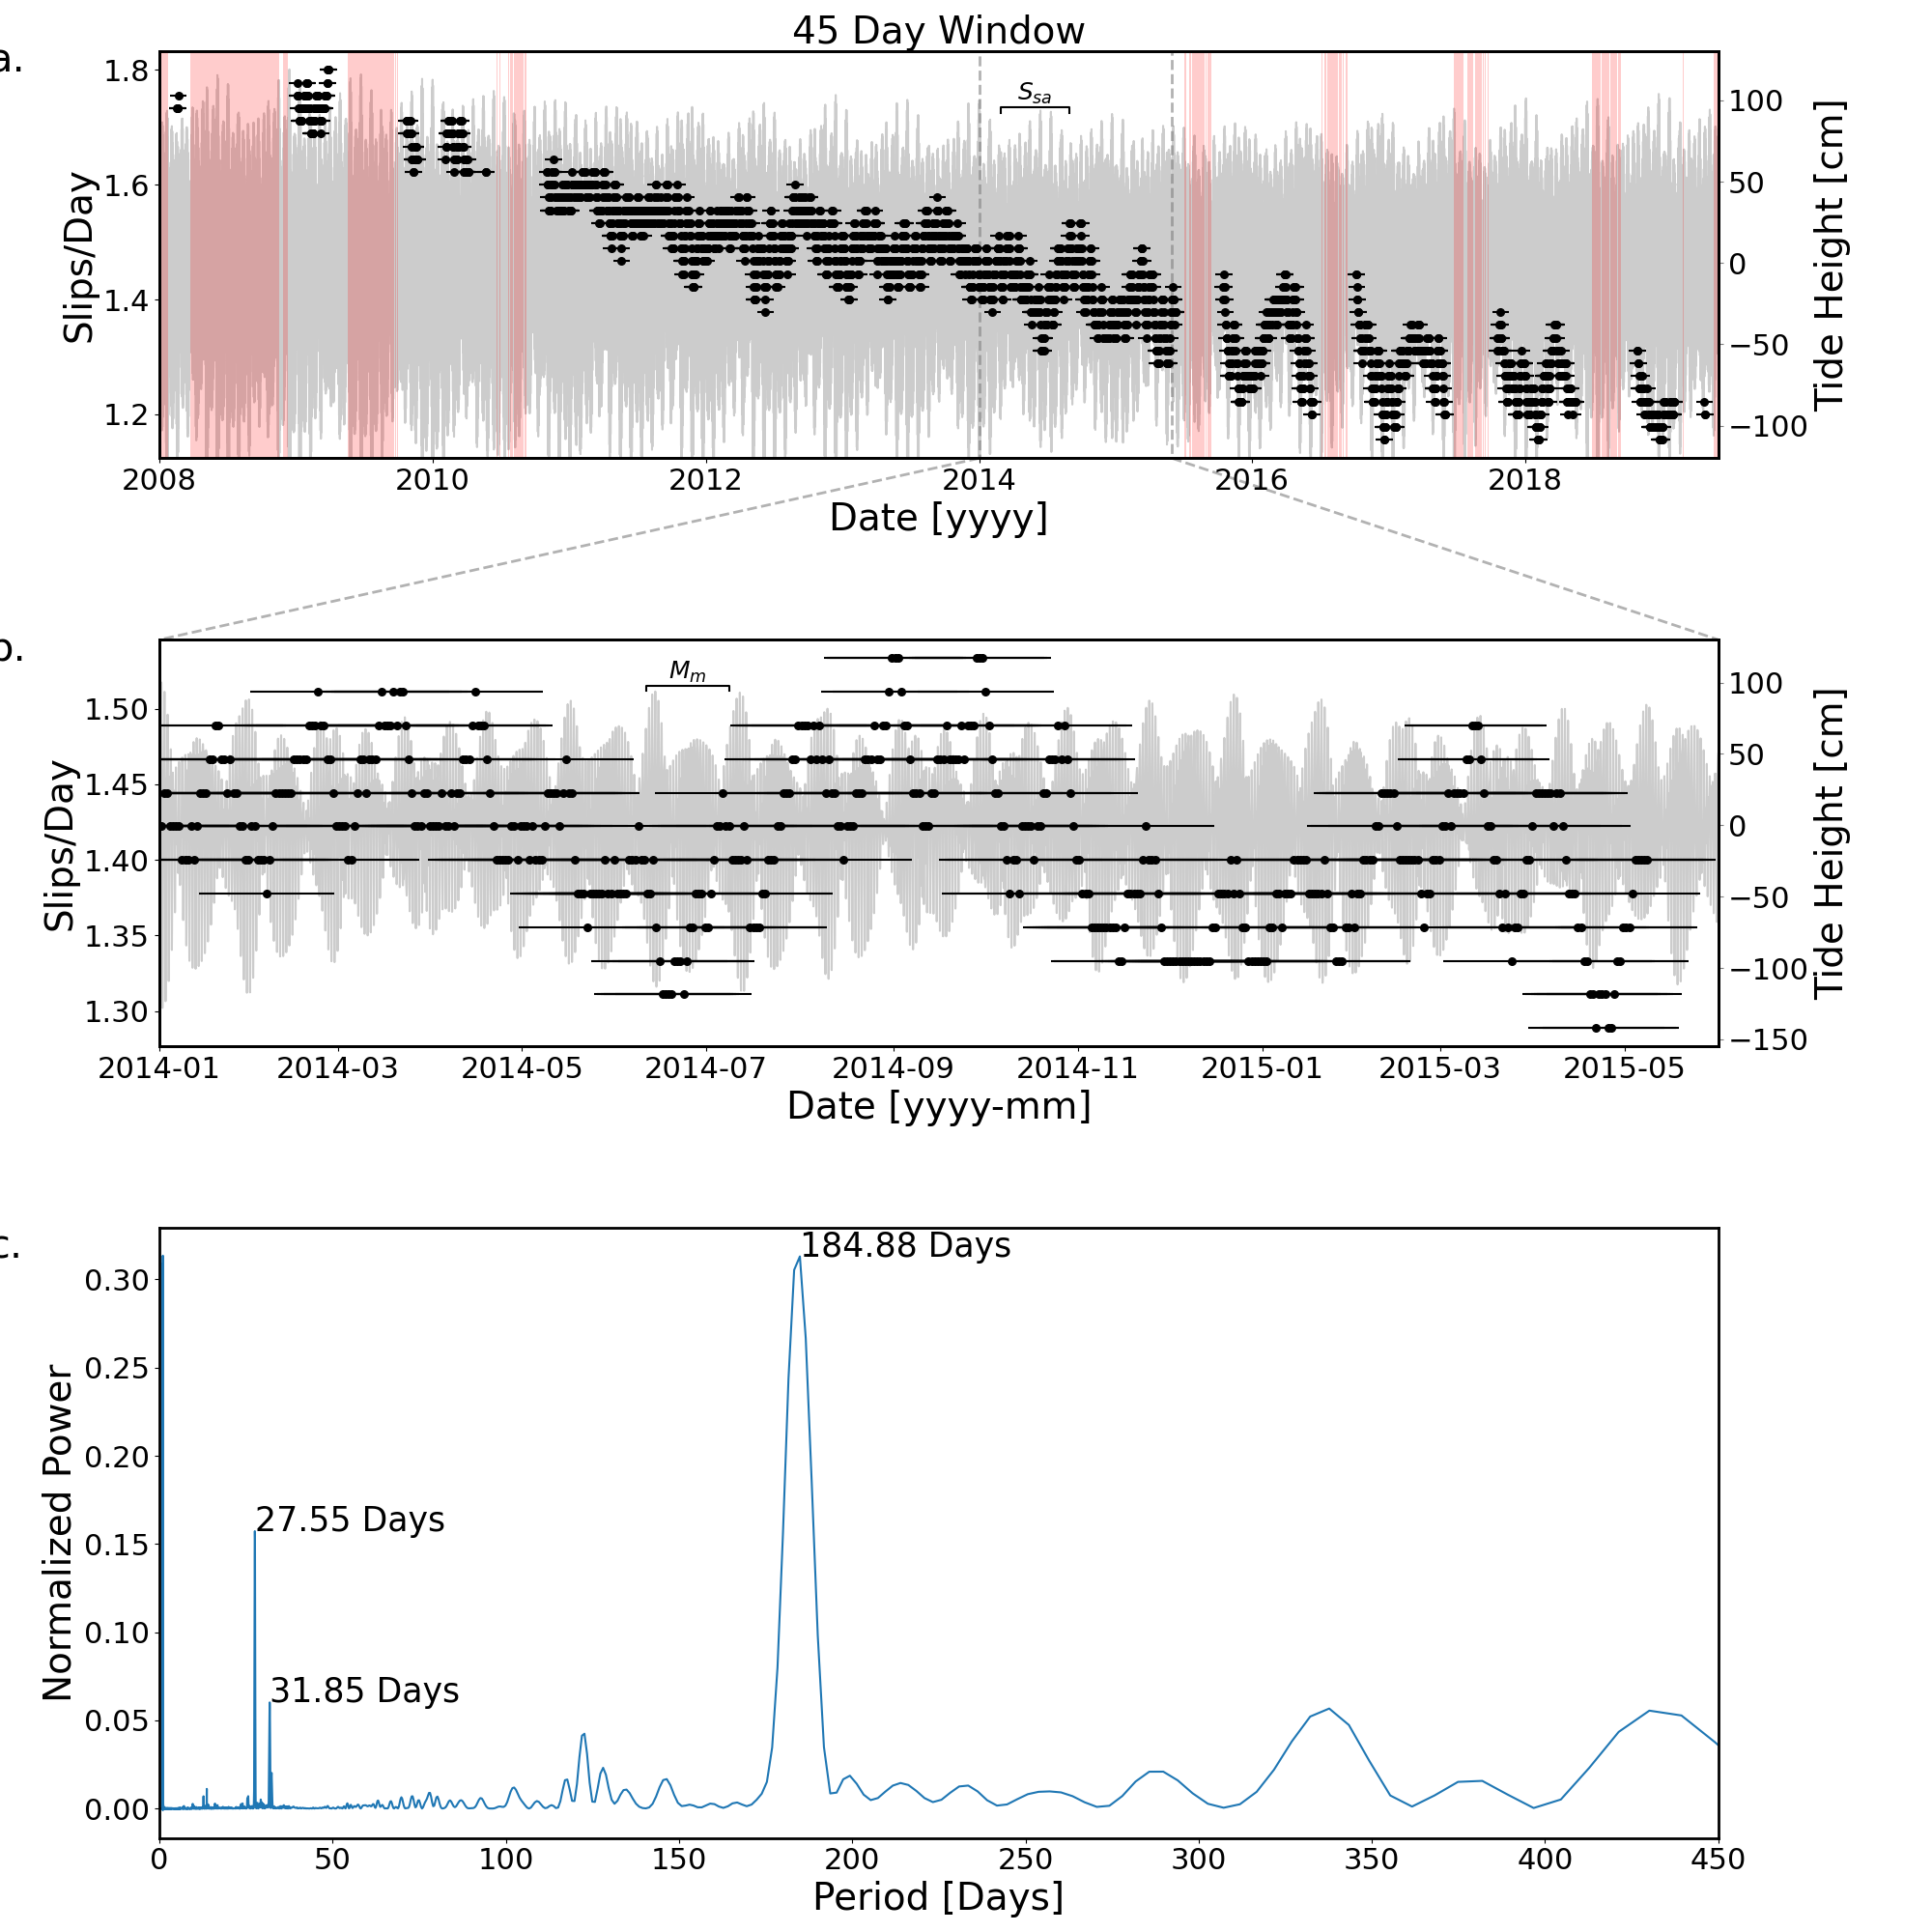 45 Day Window
a.
1.8
1.6
1.4
1.2
Slips/Day
S_sa
100
50
0
−50
−100
Tide Height [cm]
2008 2010 2012 2014 2016 2018
Date [yyyy]
b.
1.50
1.45
1.40
1.35
1.30
Slips/Day
M_m
100
50
0
−50
−100
−150
Tide Height [cm]
2014-01 2014-03 2014-05 2014-07 2014-09 2014-11 2015-01 2015-03 2015-05
Date [yyyy-mm]
c.
0.30
0.25
0.20
0.15
0.10
0.05
0.00
Normalized Power
184.88 Days
27.55 Days
31.85 Days
0 50 100 150 200 250 300 350 400 450
Period [Days]